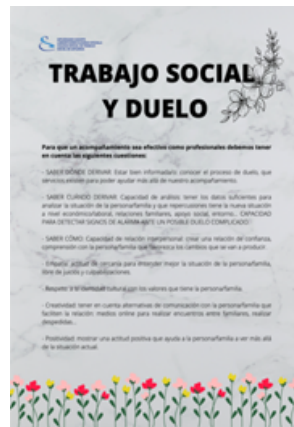 TRABAJO SOCIAL
Y DUELO
Para que un acompañamiento sea efectivo como profesionales debemos tener
en cuenta las siguientes cuestiones:
- SABER DÓNDE DERIVAR: Estar bien informado/a: conocer el proceso de duelo, que
servicios existen para poder ayudar más allá de nuestro acompañamiento.
- SABER CUÁNDO DERIVAR: Capacidad de análisis: tener los datos suficientes para
analizar la situación de la persona/familia y que repercusiones tiene la nueva situación
a nivel económico/laboral, relaciones familiares, apoyo social, entorno... CAPACIDAD
PARA DETECTAR SIGNOS DE ALARMA ANTE UN POSIBLE DUELO COMPLICADO
- SABER CÓMO: Capacidad de relación interpersonal: crear una relación de confianza,
comprensión con la persona/familia que favorezca los cambios que se van a producir.
- Empatía: actitud de cercanía para entender mejor la situación de la persona/familia,
libre de juicios y culpabilizaciones.
- Respeto: a la identidad cultural con los valores que tiene la persona/familia.
- Creatividad: tener en cuenta alternativas de comunicación con la persona/familia que
faciliten la relación: medios online para realizar encuentros entre familiares, realizar
despedidas...
- Positividad: mostrar una actitud positiva que ayuda a la persona/familia a ver más allá
de la situación actual.